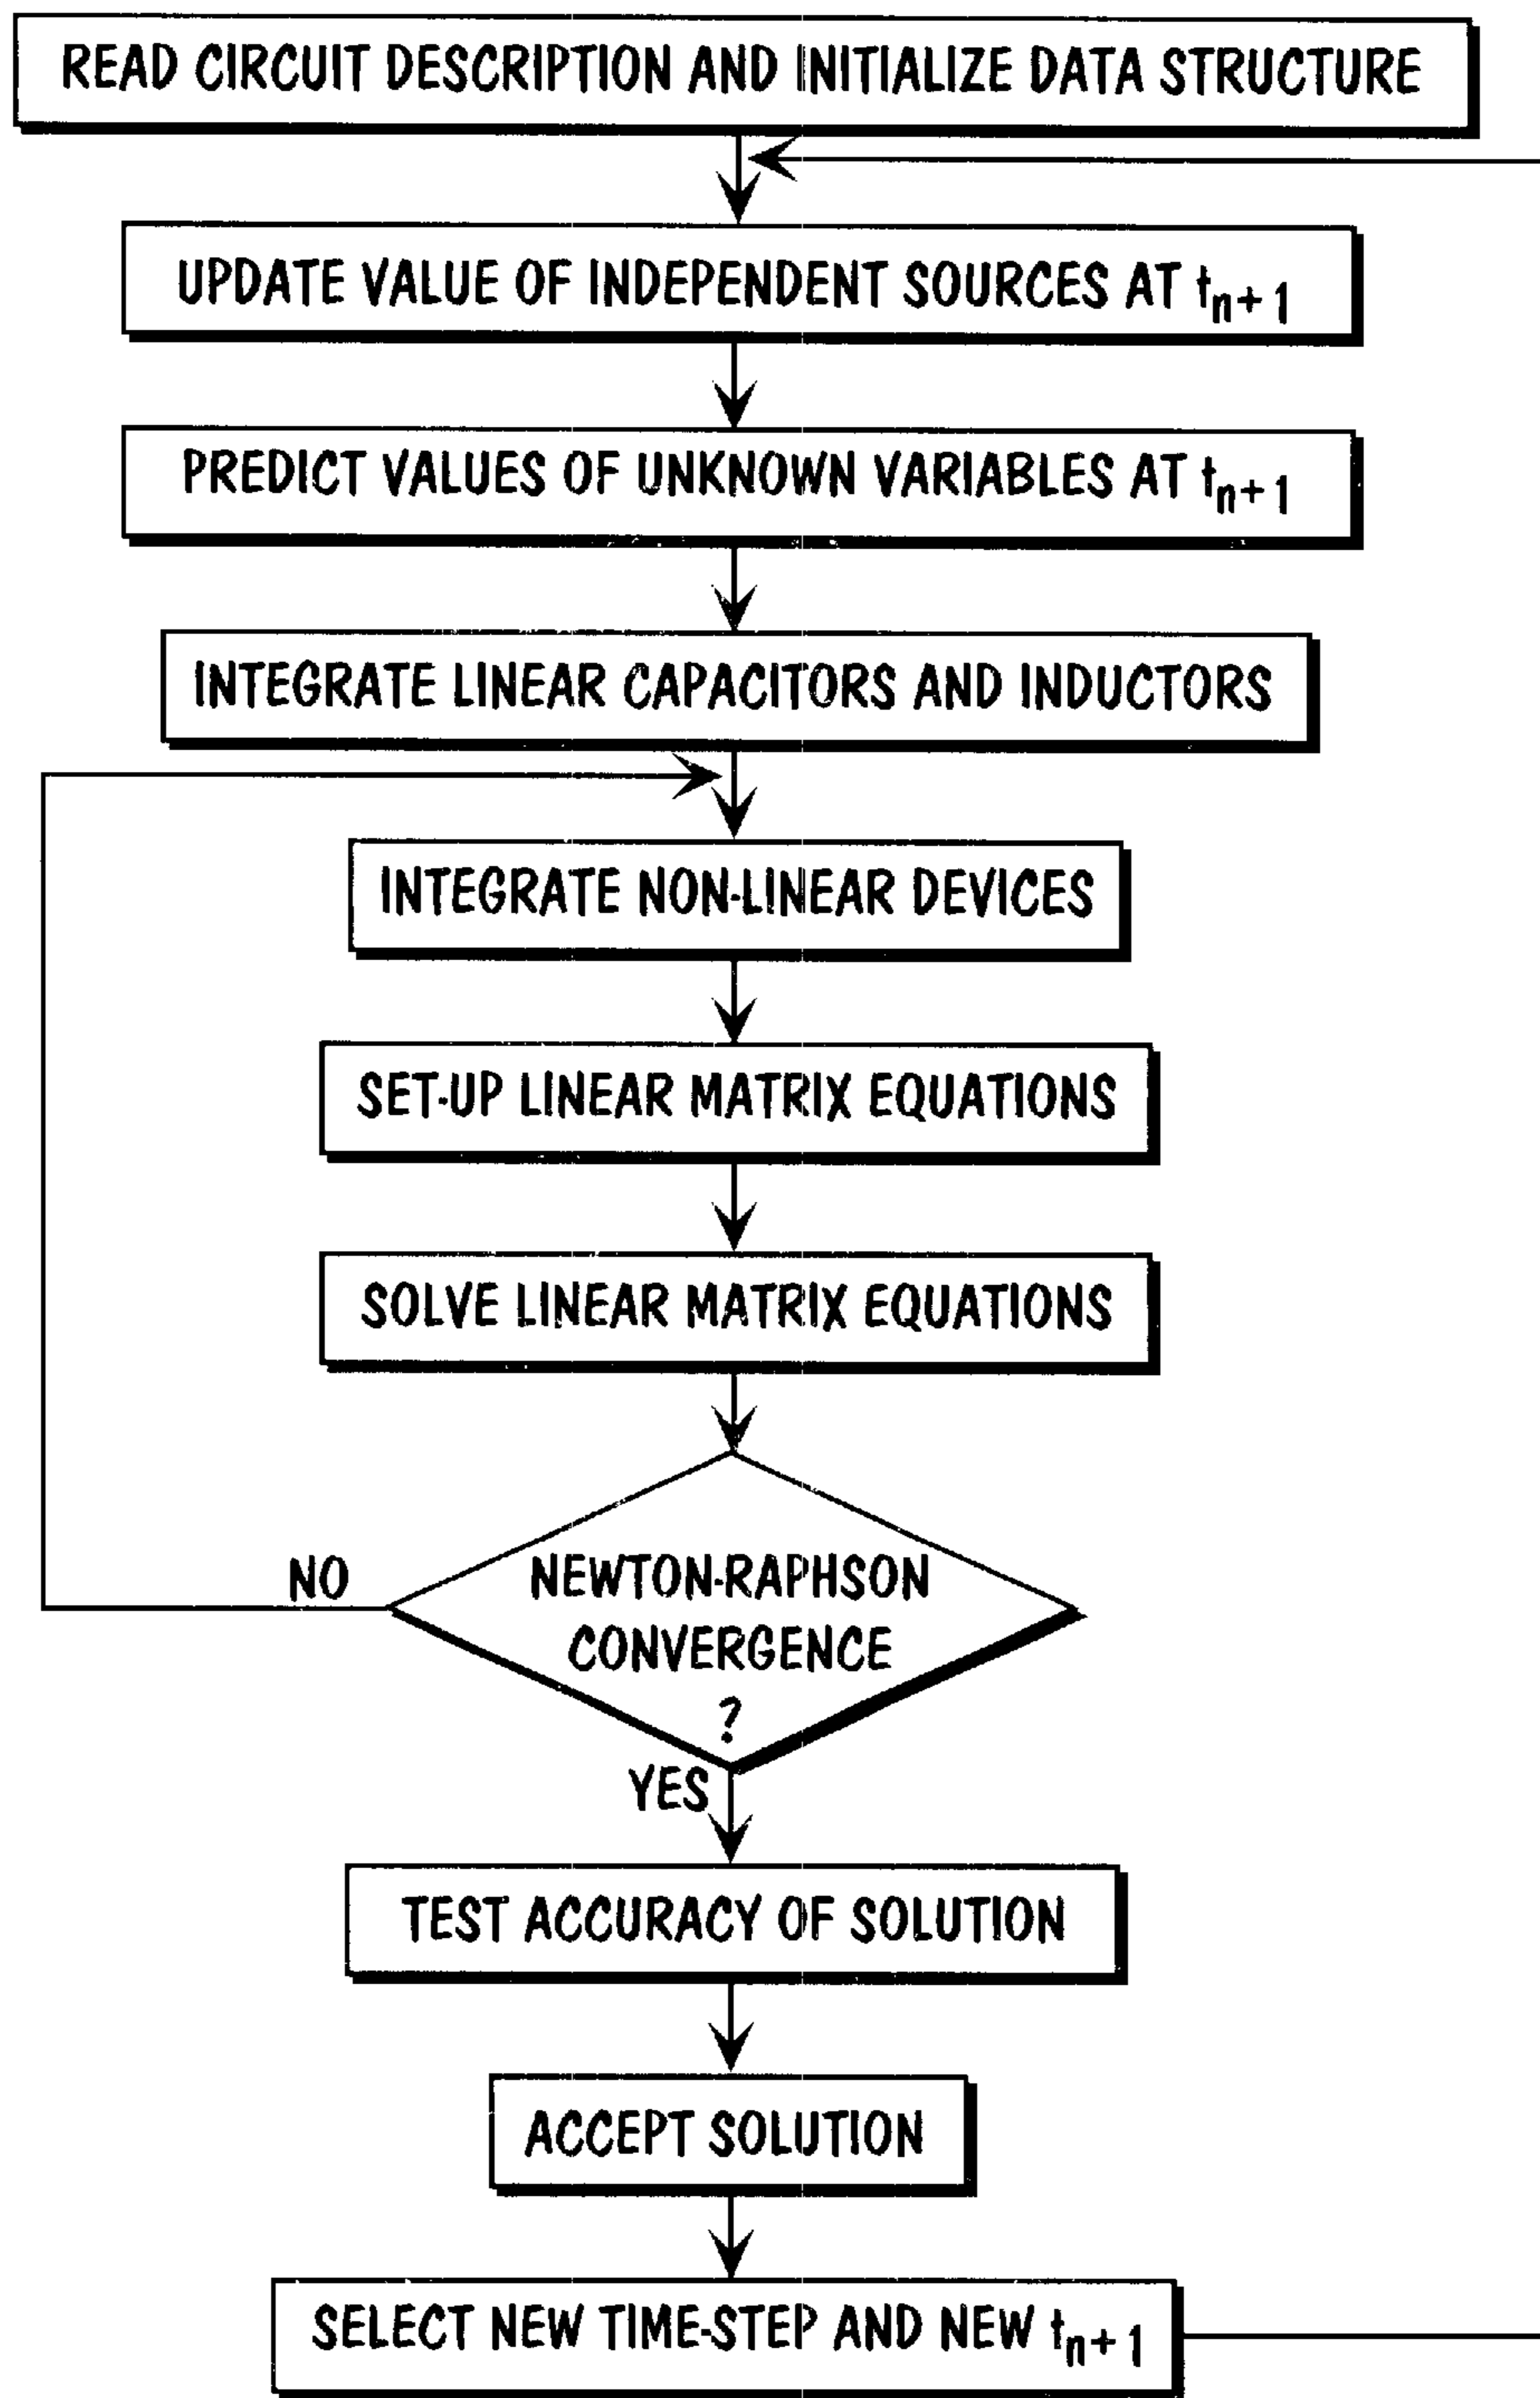 READ CIRCUIT DESCRIPTION AND INITIALIZE DATA STRUCTURE
UPDATE VALUE OF INDEPENDENT SOURCES AT tn+1
PREDICT VALUES OF UNKNOWN VARIABLES AT tn+1
INTEGRATE LINEAR CAPACITORS AND INDUCTORS
INTEGRATE NON-LINEAR DEVICES
SET-UP LINEAR MATRIX EQUATIONS
SOLVE LINEAR MATRIX EQUATIONS
NO
NEWTON-RAPHSON
CONVERGENCE
?
YES
TEST ACCURACY OF SOLUTION
ACCEPT SOLUTION
SELECT NEW TIME-STEP AND NEW tn+1